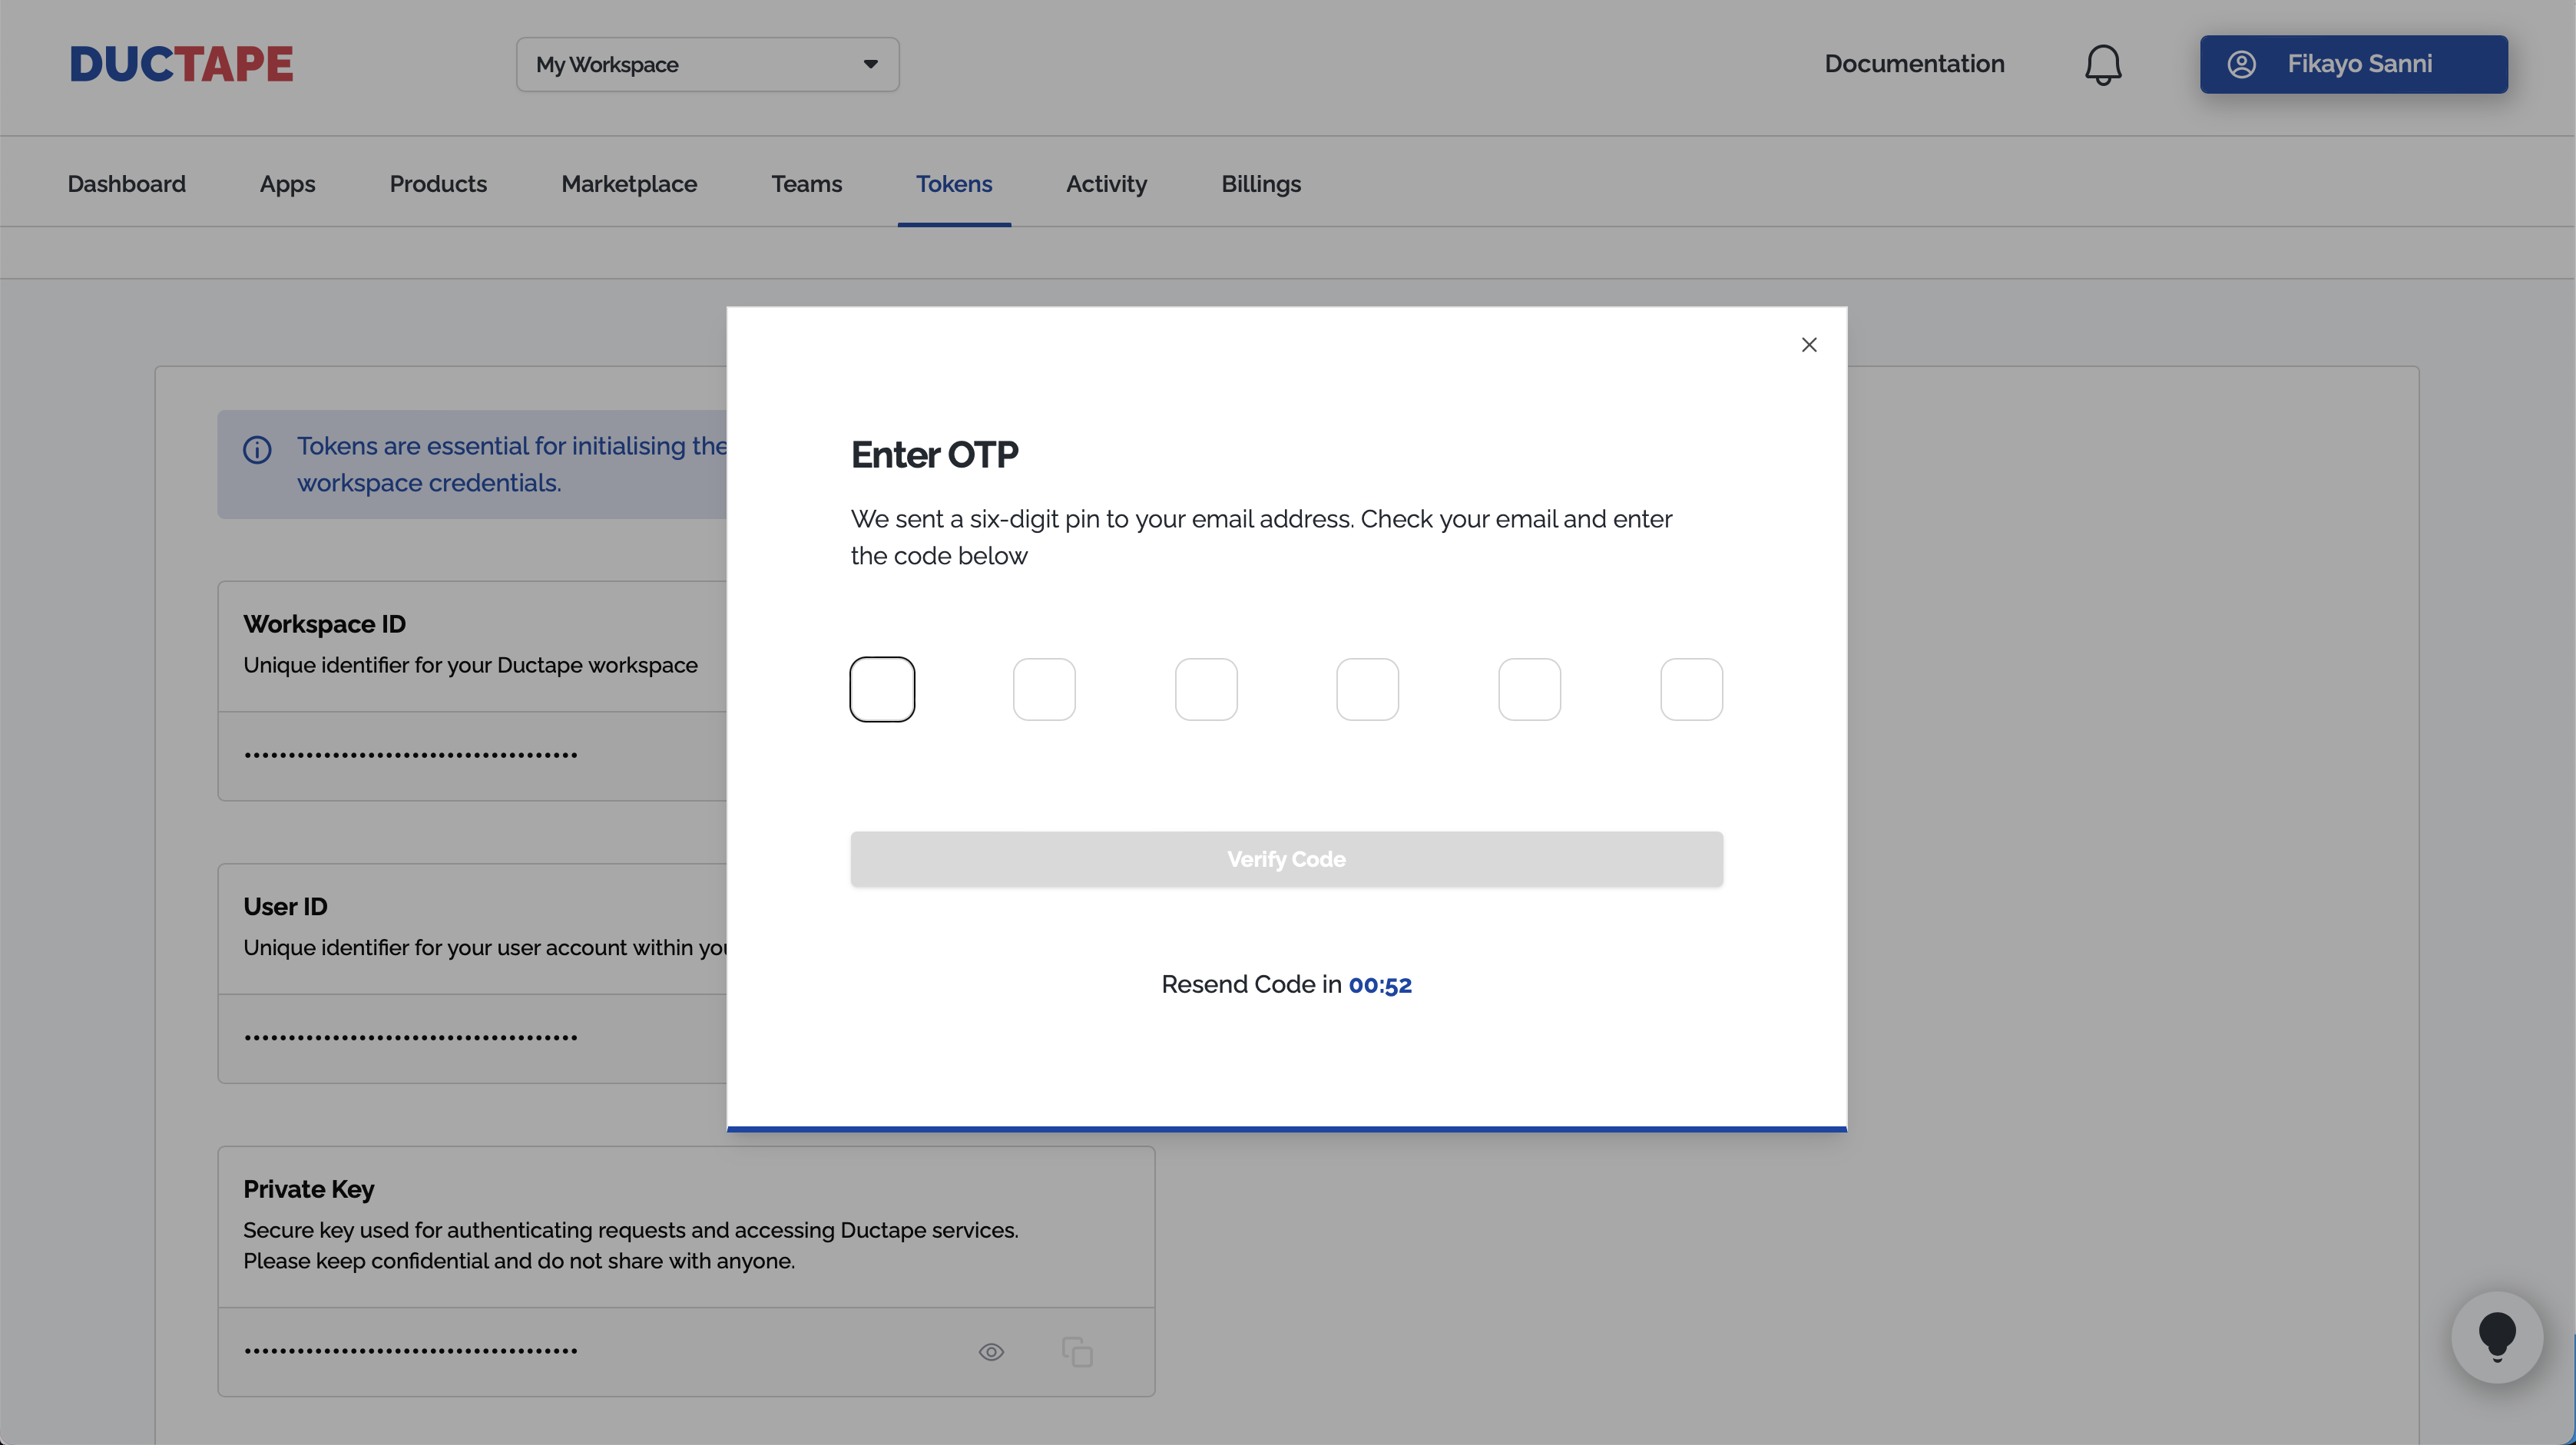 DUCTAPE
My Workspace
Documentation
Fikayo Sanni
Dashboard
Apps
Products
Marketplace
Teams
Tokens
Activity
Billings
Tokens are essential for initialising the
workspace credentials.
Workspace ID
Unique identifier for your Ductape workspace
•••••••••••••••••••••••••••••••••••••
User ID
Unique identifier for your user account within
•••••••••••••••••••••••••••••••••••••
Private Key
Secure key used for authenticating requests and accessing Ductape services.
Please keep confidential and do not share with anyone.
•••••••••••••••••••••••••••••••••••••
Enter OTP
We sent a six-digit pin to your email address. Check your email and enter
the code below
Verify Code
Resend Code in 00:52